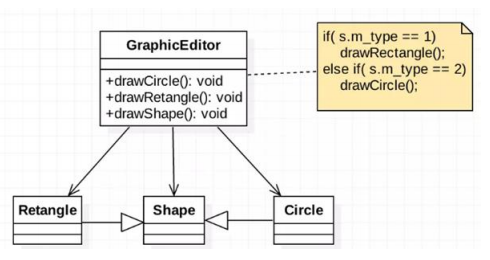 GraphicEditor
+drawCircle(): void
+drawRetangle(): void
+drawShape(): void
if( s.m_type == 1)
drawRectangle();
else if( s.m_type == 2)
drawCircle();
Retangle
Shape
Circle